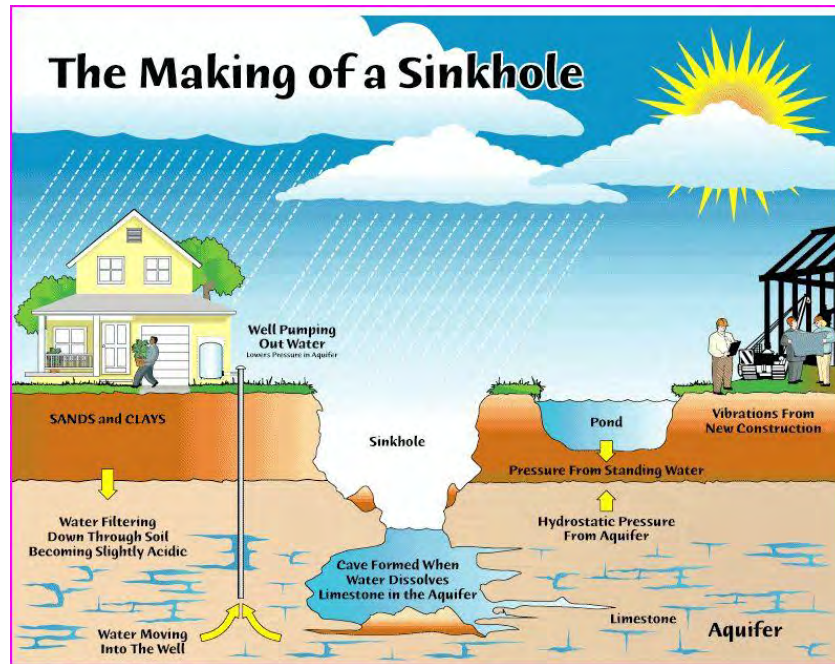 The Making of a Sinkhole
Well Pumping
Out Water
Lowers Pressure in Aquifer
SANDS and CLAYS
Sinkhole
Pond
Vibrations From
New Construction
Pressure From Standing Water
Water Filtering
Down Through Soil
Becoming Slightly Acidic
Hydrostatic Pressure
From Aquifer
Cave Formed When
Water Dissolves
Limestone in the Aquifer
Limestone
Aquifer
Water Moving
Into The Well